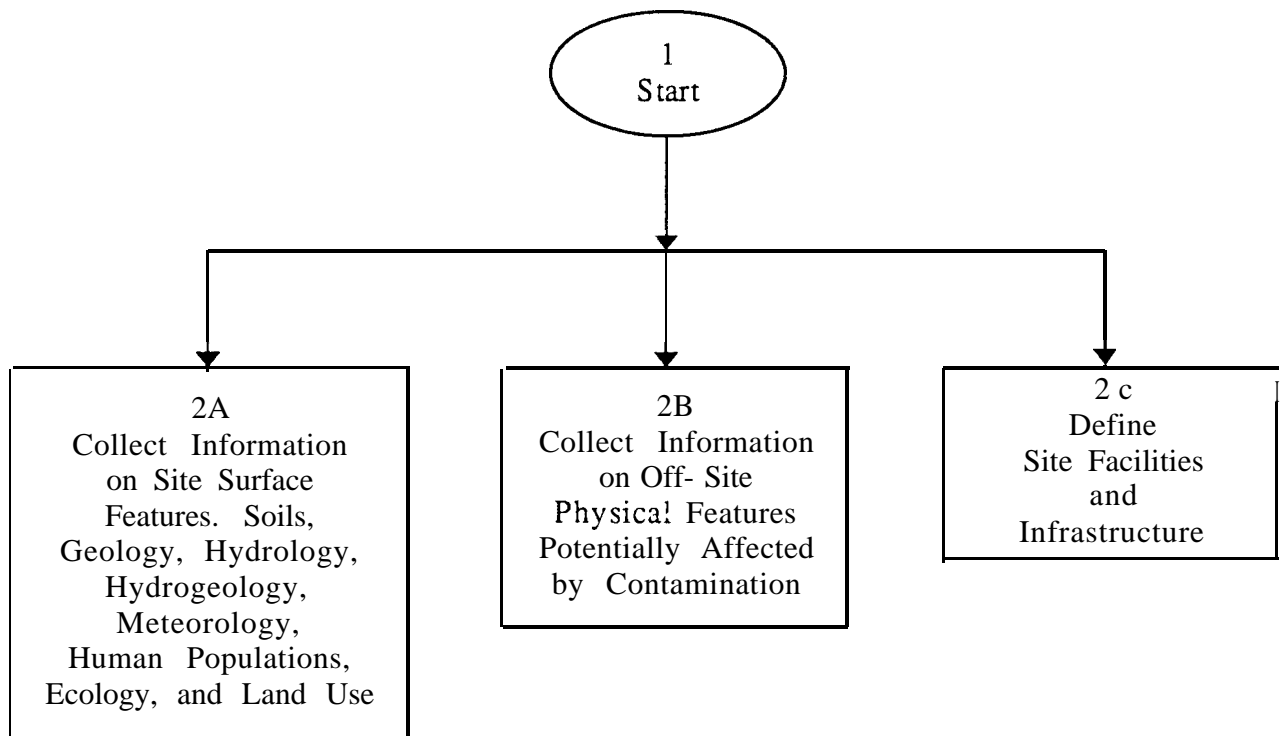 1
Start
2A
Collect Information
on Site Surface
Features. Soils,
Geology, Hydrology,
Hydrogeology,
Meteorology,
Human Populations,
Ecology, and Land Use
2B
Collect Information
on Off- Site
Physical Features
Potentially Affected
by Contamination
2 c
Define
Site Facilities
and
Infrastructure